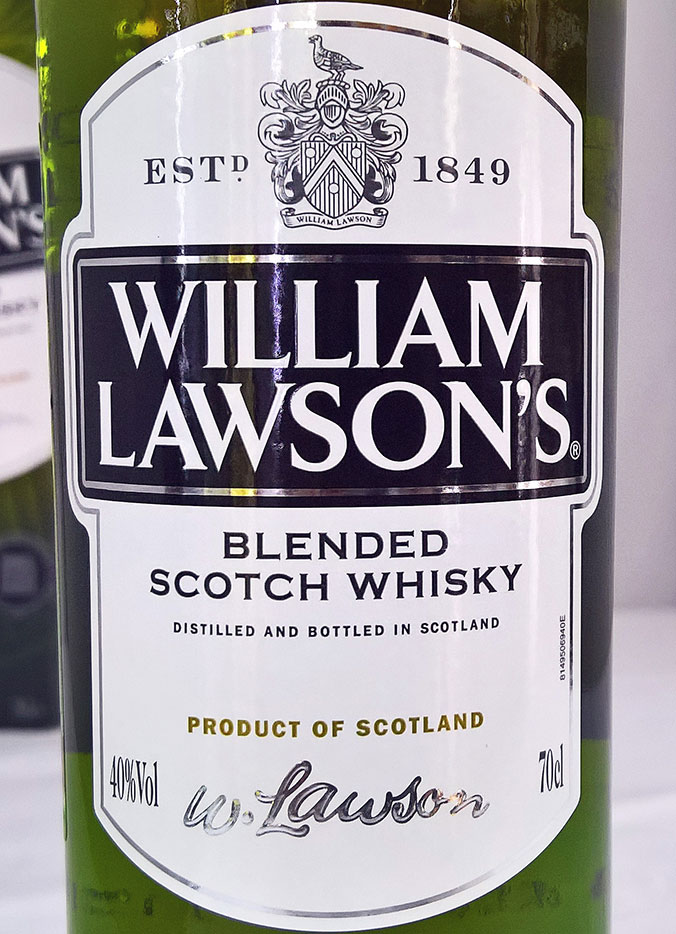 ESTD. 1849
WILLIAM LAWSON
WILLIAM
LAWSON'S®
BLENDED
SCOTCH WHISKY
DISTILLED AND BOTTLED IN SCOTLAND
8149506940E
PRODUCT OF SCOTLAND
40%Vol
70cl
W. Lawson